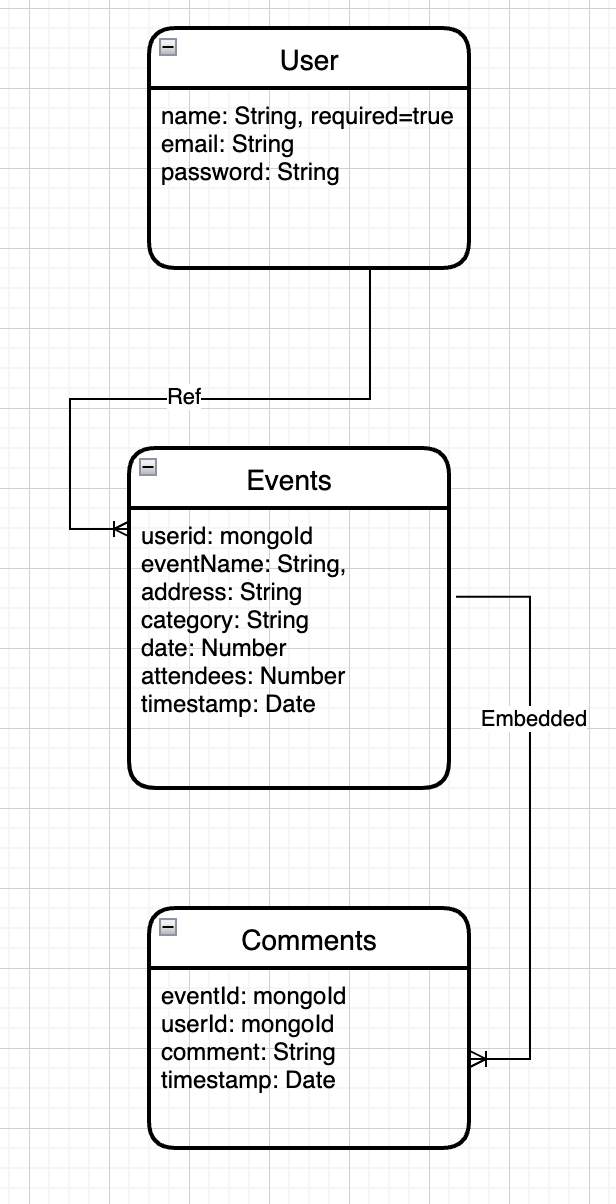 User
name: String, required=true
email: String
password: String
Ref
Events
userid: mongoId
eventName: String,
address: String
category: String
date: Number
attendees: Number
timestamp: Date
Embedded
Comments
eventId: mongoId
userId: mongoId
comment: String
timestamp: Date